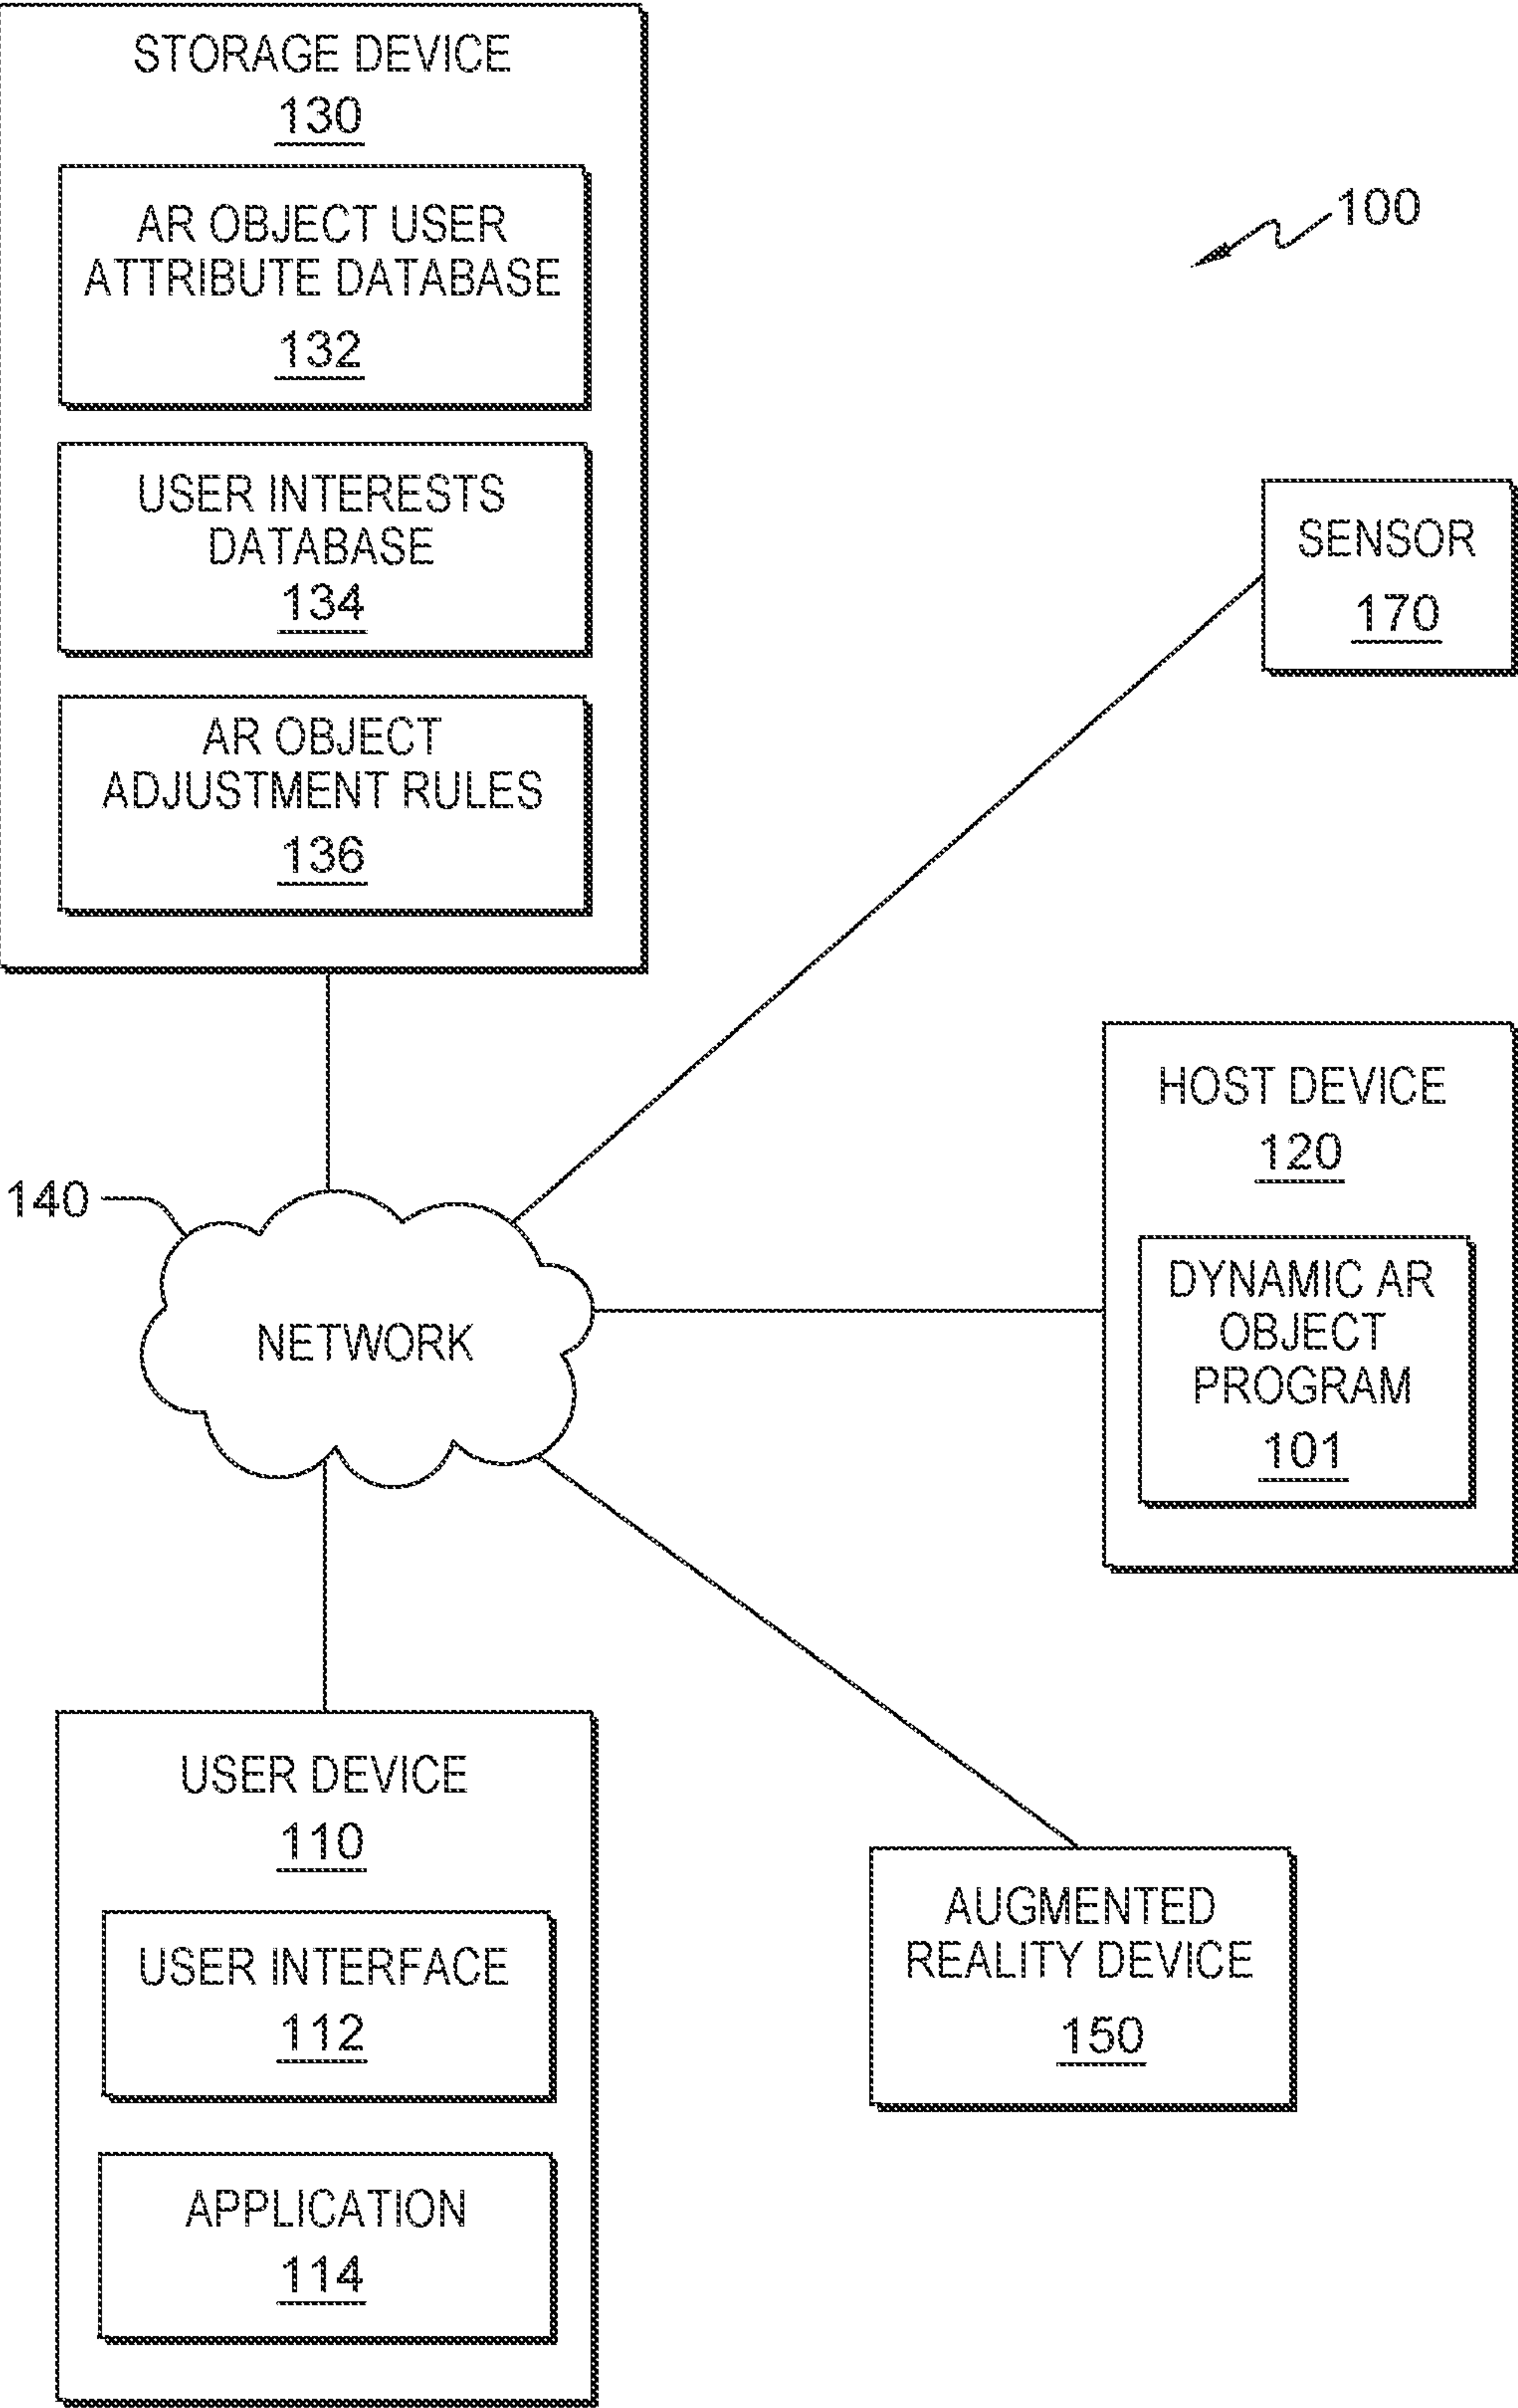 STORAGE DEVICE
130
AR OBJECT USER
ATTRIBUTE DATABASE
132
USER INTERESTS
DATABASE
134
AR OBJECT
ADJUSTMENT RULES
136
100
SENSOR
170
HOST DEVICE
120
DYNAMIC AR
OBJECT
PROGRAM
101
140
NETWORK
USER DEVICE
110
USER INTERFACE
112
APPLICATION
114
AUGMENTED
REALITY DEVICE
150